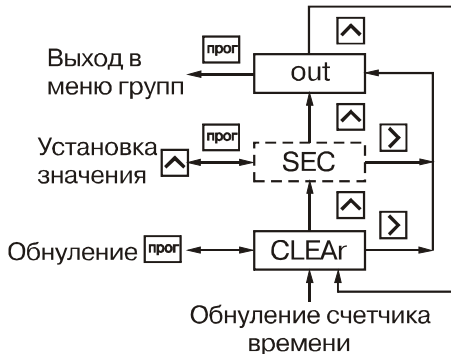 прог
Выход в
меню групп
out
Установка
значения
прог
SEC
Обнуление прог
CLEAr
Обнуление счетчика
времени